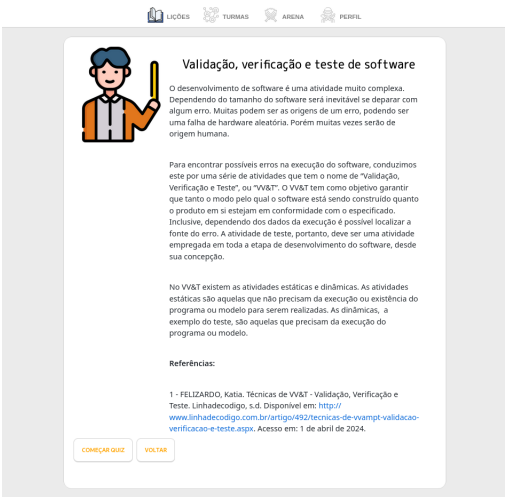 LIÇÕES TURMAS ARENA PERFIL
Validação, verificação e teste de software
O desenvolvimento de software é uma atividade muito complexa.
Dependendo do tamanho do software será inevitável se deparar com
algum erro. Muitas podem ser as origens de um erro, podendo ser
uma falha de hardware aleatória. Porém muitas vezes serão de
origem humana.
Para encontrar possíveis erros na execução do software, conduzimos
este por uma série de atividades que tem o nome de "Validação,
Verificação e Teste", ou "VV&T". O VV&T tem como objetivo garantir
que tanto o modo pelo qual o software está sendo construído quanto
o produto em si estejam em conformidade com o especificado.
Inclusive, dependendo dos dados da execução é possível localizar a
fonte do erro. A atividade de teste, portanto, deve ser uma atividade
empregada em toda a etapa de desenvolvimento do software, desde
sua concepção.
No VV&T existem as atividades estáticas e dinâmicas. As atividades
estáticas são aquelas que não precisam da execução ou existência do
programa ou modelo para serem realizadas. As dinâmicas, a
exemplo do teste, são aquelas que precisam da execução do
programa ou modelo.
Referências:
1 - FELIZARDO, Katia. Técnicas de VV&T - Validação, Verificação e
Teste. Linhadecodigo, s.d. Disponível em: http://
www.linhadecodigo.com.br/artigo/492/tecnicas-de-vvampt-validacao-
verificacao-e-teste.aspx. Acesso em: 1 de abril de 2024.
COMEÇAR QUIZ VOLTAR